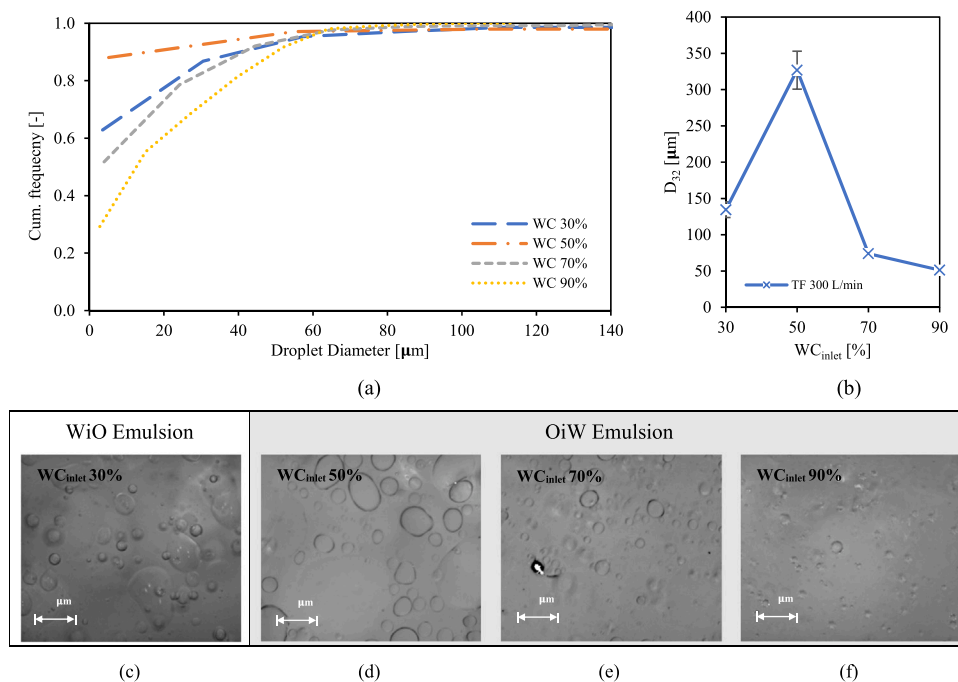 1.0
0.8
0.6
0.4
0.2
0.0
Cum. ftequecny [-]
0 20 40 60 80 100 120 140
Droplet Diameter [µm]
WC 30%
WC 50%
WC 70%
WC 90%
(a)
400
350
300
250
200
150
100
50
0
D32 [µm]
TF 300 L/min
30 50 70 90
WCinlet [%]
(b)
WiO Emulsion
OiW Emulsion
WCinlet 30%
WCinlet 50%
WCinlet 70%
WCinlet 90%
µm
µm
µm
µm
(c)
(d)
(e)
(f)